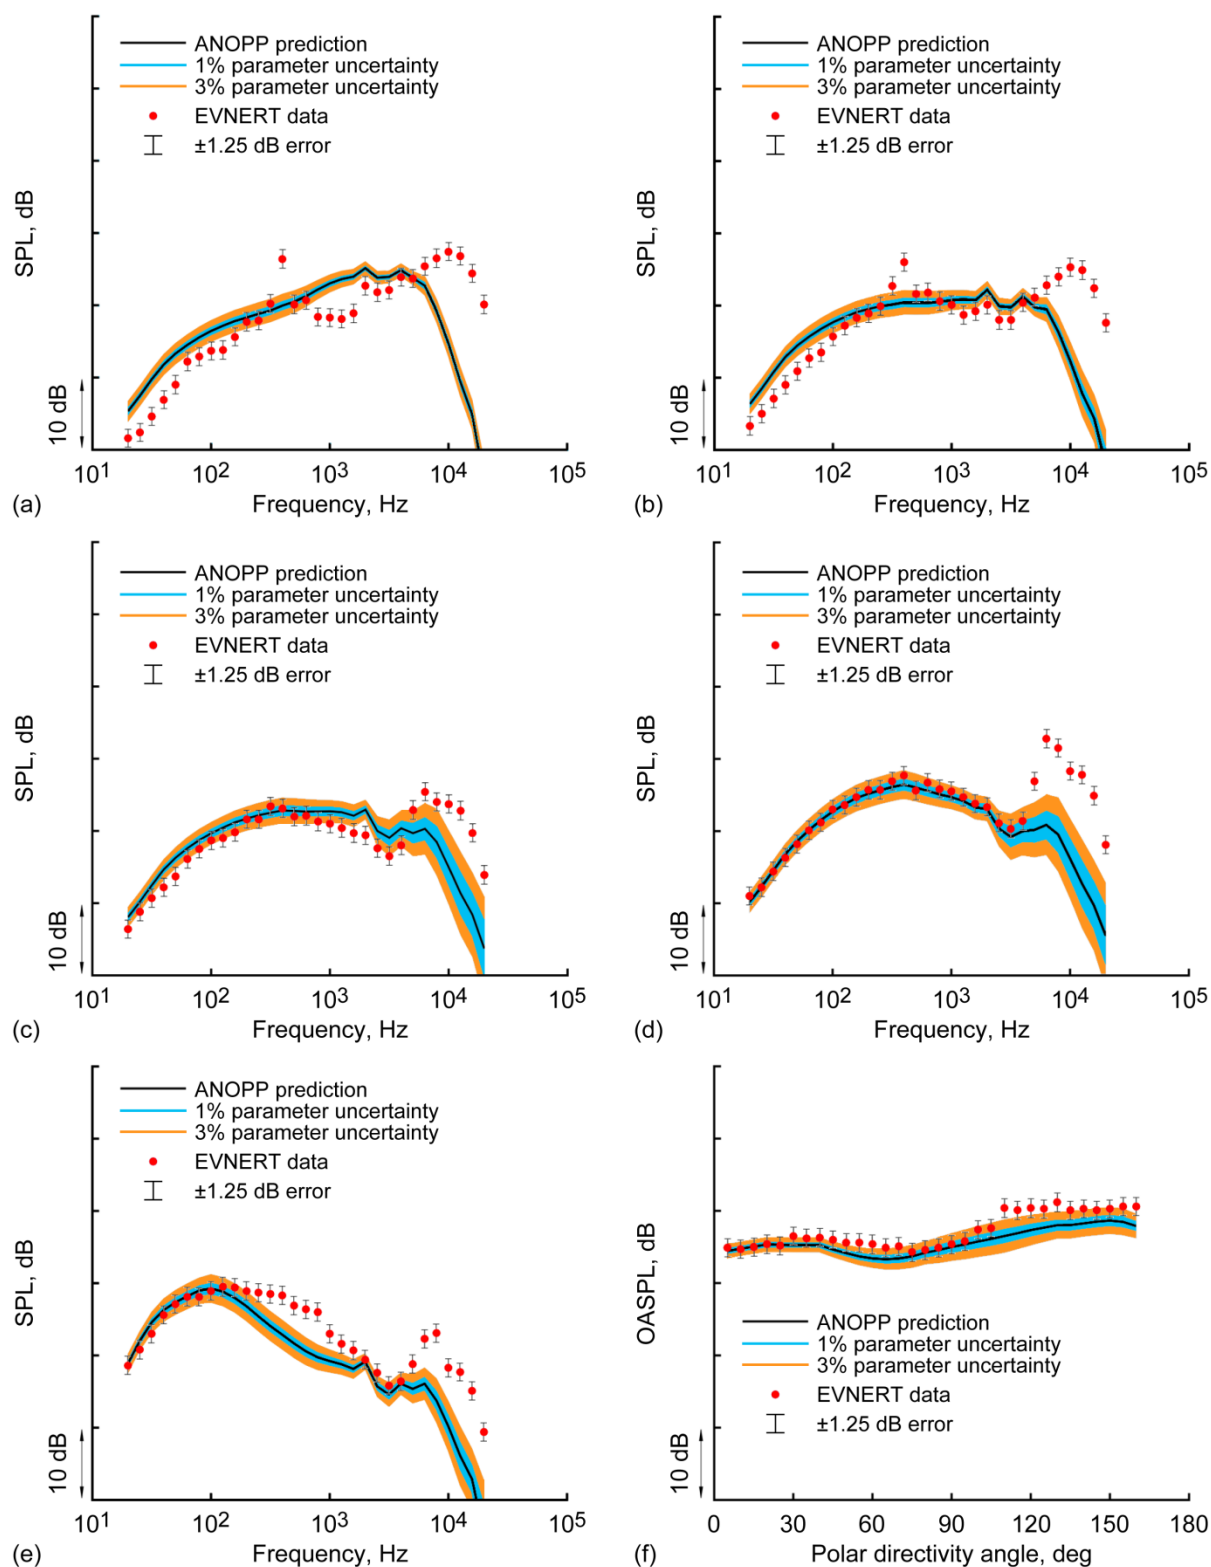 ANOPP prediction
1% parameter uncertainty
3% parameter uncertainty
EVNERT data
±1.25 dB error
SPL, dB
10 dB
10¹ 10² 10³ 10⁴ 10⁵
(a) Frequency, Hz
ANOPP prediction
1% parameter uncertainty
3% parameter uncertainty
EVNERT data
±1.25 dB error
SPL, dB
10 dB
10¹ 10² 10³ 10⁴ 10⁵
(b) Frequency, Hz
ANOPP prediction
1% parameter uncertainty
3% parameter uncertainty
EVNERT data
±1.25 dB error
SPL, dB
10 dB
10¹ 10² 10³ 10⁴ 10⁵
(c) Frequency, Hz
ANOPP prediction
1% parameter uncertainty
3% parameter uncertainty
EVNERT data
±1.25 dB error
SPL, dB
10 dB
10¹ 10² 10³ 10⁴ 10⁵
(d) Frequency, Hz
ANOPP prediction
1% parameter uncertainty
3% parameter uncertainty
EVNERT data
±1.25 dB error
SPL, dB
10 dB
10¹ 10² 10³ 10⁴ 10⁵
(e) Frequency, Hz
OASPL, dB
ANOPP prediction
1% parameter uncertainty
3% parameter uncertainty
EVNERT data
±1.25 dB error
10 dB
0 30 60 90 120 150 180
(f) Polar directivity angle, deg